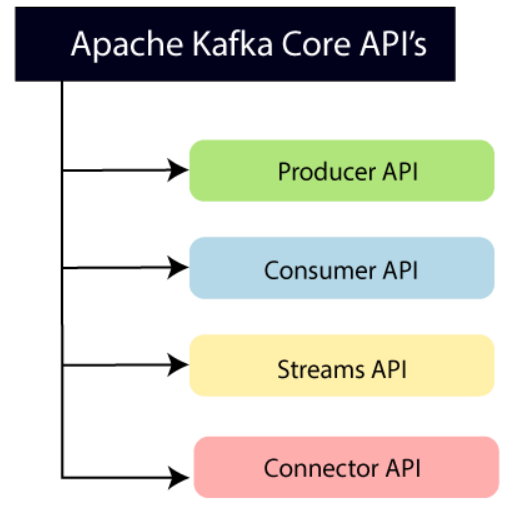 Apache Kafka Core API’s
Producer API
Consumer API
Streams API
Connector API